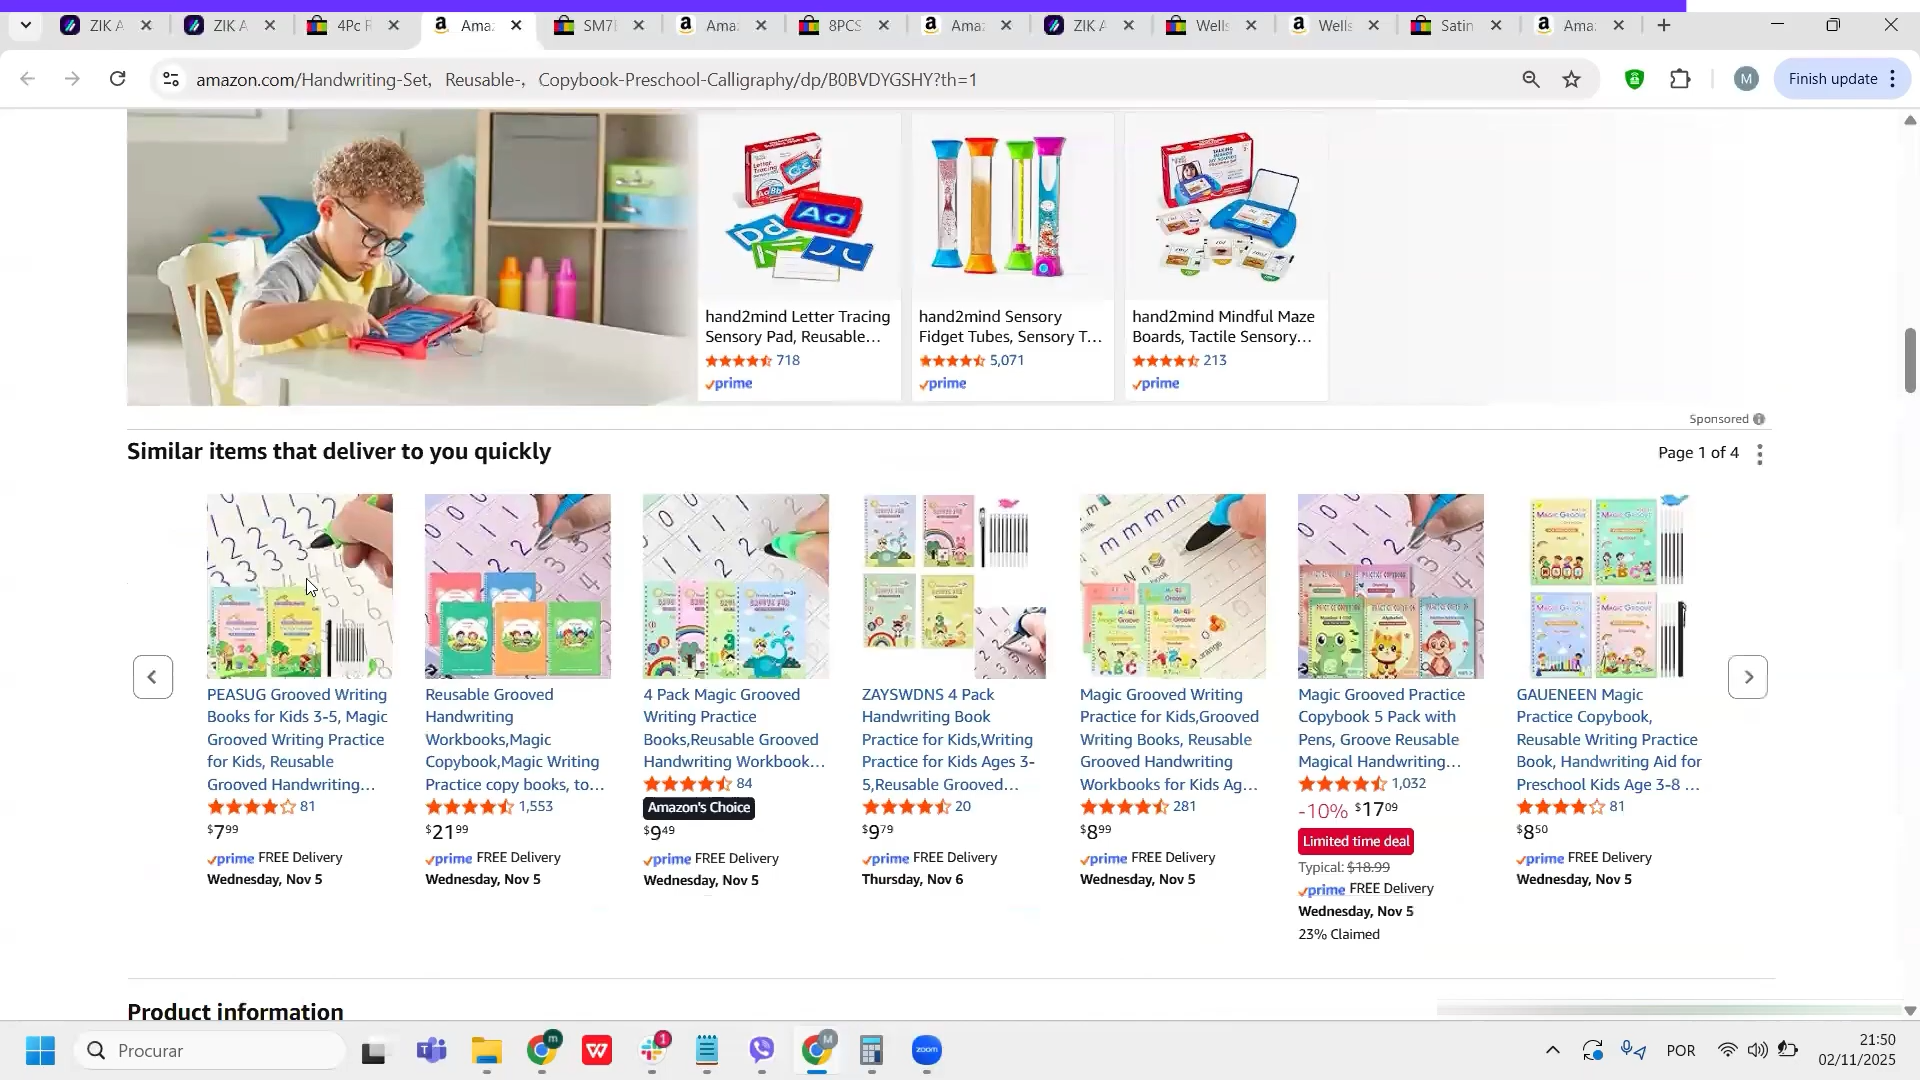 ZIK A
ZIK A
4Pc F
Amaz
SM7
Amaz
8PCS
Amaz
ZIK A
Wells
Wells
Satin
Amaz
amazon.com/Handwriting-Set, Reusable-, Copybook-Preschool-Calligraphy/dp/B0BVDYGSHY?th=1
M
Finish update
hand2mind Letter Tracing
Sensory Pad, Reusable...
718
prime
hand2mind Sensory
Fidget Tubes, Sensory T...
5,071
prime
hand2mind Mindful Maze
Boards, Tactile Sensory...
213
prime
Sponsored
Similar items that deliver to you quickly
Page 1 of 4
PEASUG Grooved Writing
Books for Kids 3-5, Magic
Grooved Writing Practice
for Kids, Reusable
Grooved Handwriting...
81
$7.99
prime FREE Delivery
Wednesday, Nov 5
Reusable Grooved
Handwriting
Workbooks,Magic
Copybook,Magic Writing
Practice copy books, to...
1,553
$21.99
prime FREE Delivery
Wednesday, Nov 5
4 Pack Magic Grooved
Writing Practice
Books,Reusable Grooved
Handwriting Workbook...
84
Amazon's Choice
$9.49
prime FREE Delivery
Wednesday, Nov 5
ZAYSWDNS 4 Pack
Handwriting Book
Practice for Kids,Writing
Practice for Kids Ages 3-
5,Reusable Grooved...
20
$9.79
prime FREE Delivery
Thursday, Nov 6
Magic Grooved Writing
Practice for Kids,Grooved
Writing Books, Reusable
Grooved Handwriting
Workbooks for Kids Ag...
281
$8.99
prime FREE Delivery
Wednesday, Nov 5
Magic Grooved Practice
Copybook 5 Pack with
Pens, Groove Reusable
Magical Handwriting...
1,032
-10% $17.09
Limited time deal
Typical: $18.99
prime FREE Delivery
Wednesday, Nov 5
23% Claimed
GAUENEEN Magic
Practice Copybook,
Reusable Writing Practice
Book, Handwriting Aid for
Preschool Kids Age 3-8 ...
81
$8.50
prime FREE Delivery
Wednesday, Nov 5
Product information
Procurar
zoom
POR
21:50
02/11/2025